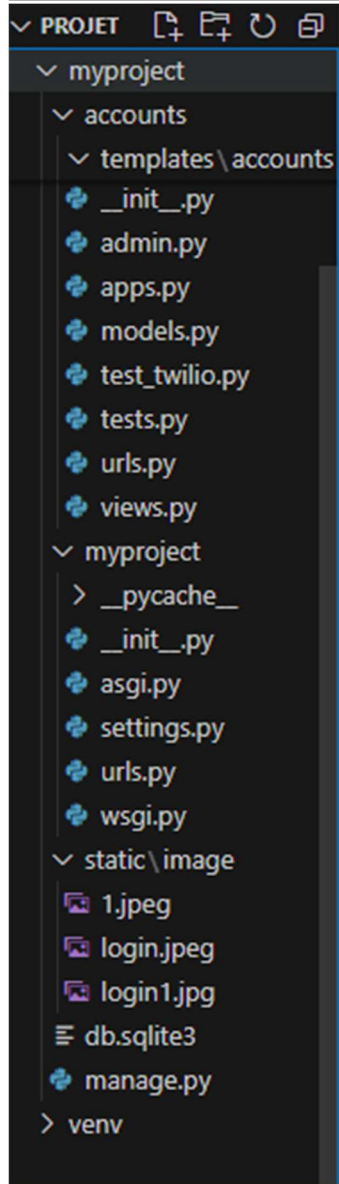 PROJET
myproject
accounts
templates\accounts
__init__.py
admin.py
apps.py
models.py
test_twilio.py
tests.py
urls.py
views.py
myproject
__pycache__
__init__.py
asgi.py
settings.py
urls.py
wsgi.py
static\image
1.jpeg
login.jpeg
login1.jpg
db.sqlite3
manage.py
venv